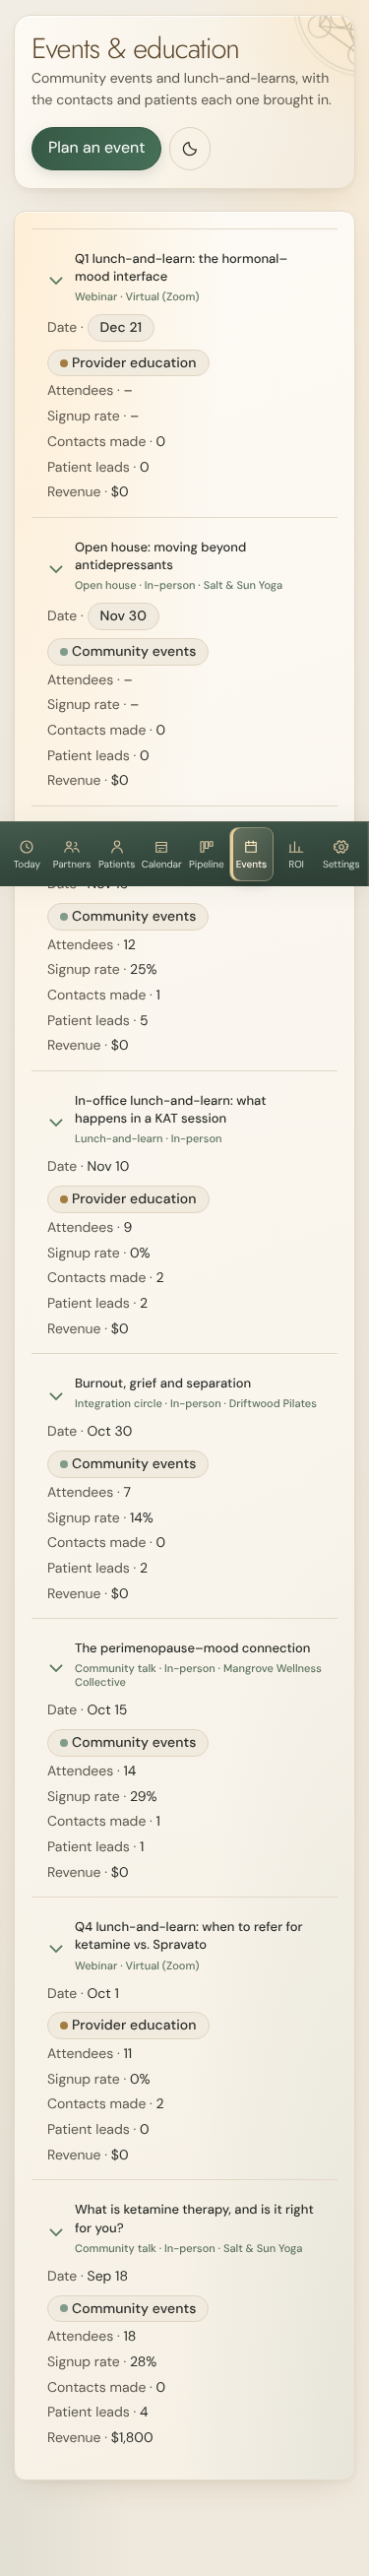 Events & education
Community events and lunch-and-learns, with
the contacts and patients each one brought in.
Plan an event
Q1 lunch-and-learn: the hormonal–
mood interface
Webinar · Virtual (Zoom)
Date · Dec 21
Provider education
Attendees · –
Signup rate · –
Contacts made · 0
Patient leads · 0
Revenue · $0
Open house: moving beyond
antidepressants
Open house · In-person · Salt & Sun Yoga
Date · Nov 30
Community events
Attendees · –
Signup rate · –
Contacts made · 0
Patient leads · 0
Revenue · $0
Today Partners Patients Calendar Pipeline Events ROI Settings
Community events
Attendees · 12
Signup rate · 25%
Contacts made · 1
Patient leads · 5
Revenue · $0
In-office lunch-and-learn: what
happens in a KAT session
Lunch-and-learn · In-person
Date · Nov 10
Provider education
Attendees · 9
Signup rate · 0%
Contacts made · 2
Patient leads · 2
Revenue · $0
Burnout, grief and separation
Integration circle · In-person · Driftwood Pilates
Date · Oct 30
Community events
Attendees · 7
Signup rate · 14%
Contacts made · 0
Patient leads · 2
Revenue · $0
The perimenopause–mood connection
Community talk · In-person · Mangrove Wellness
Collective
Date · Oct 15
Community events
Attendees · 14
Signup rate · 29%
Contacts made · 1
Patient leads · 1
Revenue · $0
Q4 lunch-and-learn: when to refer for
ketamine vs. Spravato
Webinar · Virtual (Zoom)
Date · Oct 1
Provider education
Attendees · 11
Signup rate · 0%
Contacts made · 2
Patient leads · 0
Revenue · $0
What is ketamine therapy, and is it right
for you?
Community talk · In-person · Salt & Sun Yoga
Date · Sep 18
Community events
Attendees · 18
Signup rate · 28%
Contacts made · 0
Patient leads · 4
Revenue · $1,800